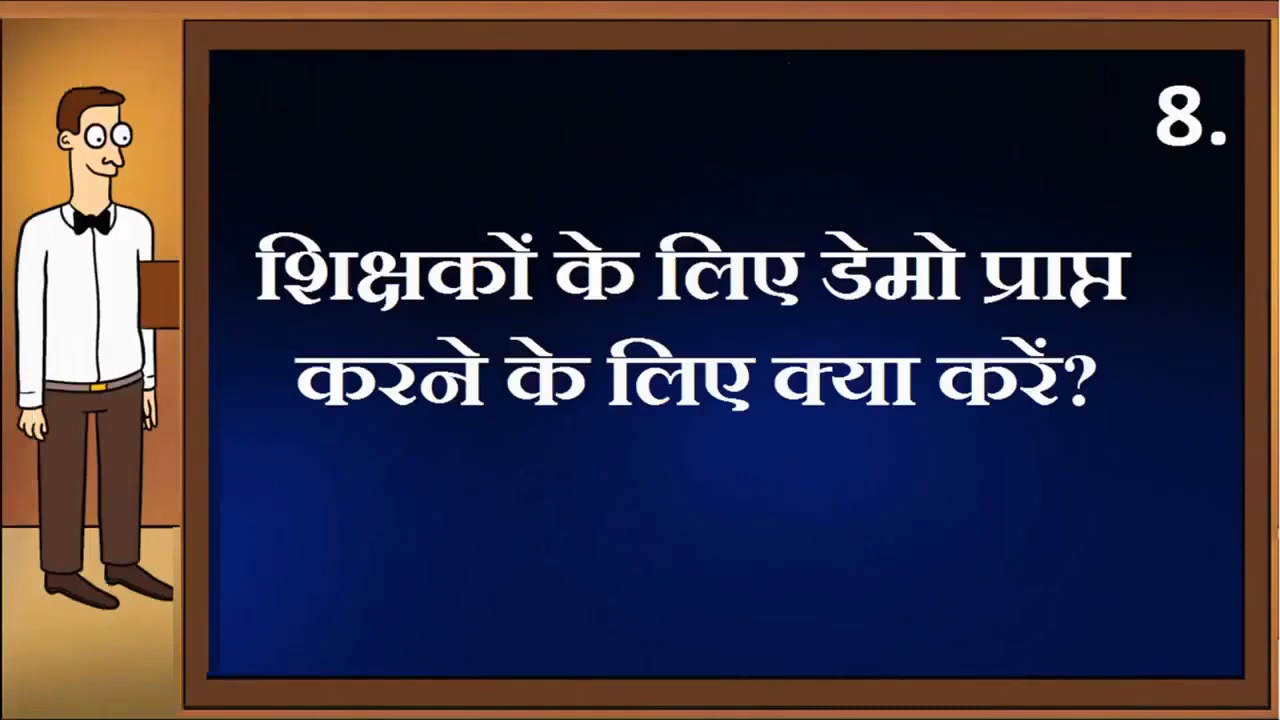 8.
शिक्षकों के लिए डेमो प्राप्त
करने के लिए क्या करें?